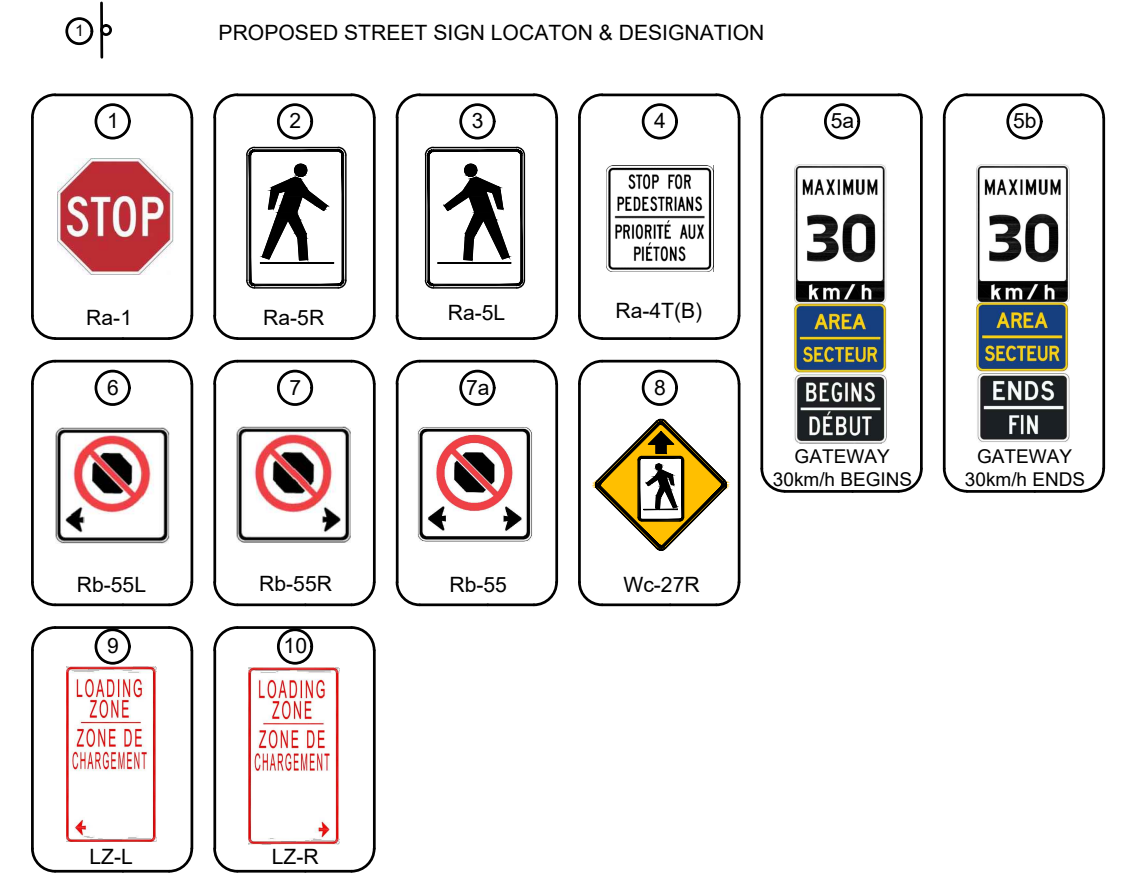 1 PROPOSED STREET SIGN LOCATON & DESIGNATION
1
STOP
Ra-1
2
Ra-5R
3
Ra-5L
4
STOP FOR
PEDESTRIANS
PRIORITÉ AUX
PIÉTONS
Ra-4T(B)
5a
MAXIMUM
30
km/h
AREA
SECTEUR
BEGINS
DÉBUT
GATEWAY
30km/h BEGINS
5b
MAXIMUM
30
km/h
AREA
SECTEUR
ENDS
FIN
GATEWAY
30km/h ENDS
6
Rb-55L
7
Rb-55R
7a
Rb-55
8
Wc-27R
9
LOADING
ZONE
ZONE DE
CHARGEMENT
LZ-L
10
LOADING
ZONE
ZONE DE
CHARGEMENT
LZ-R